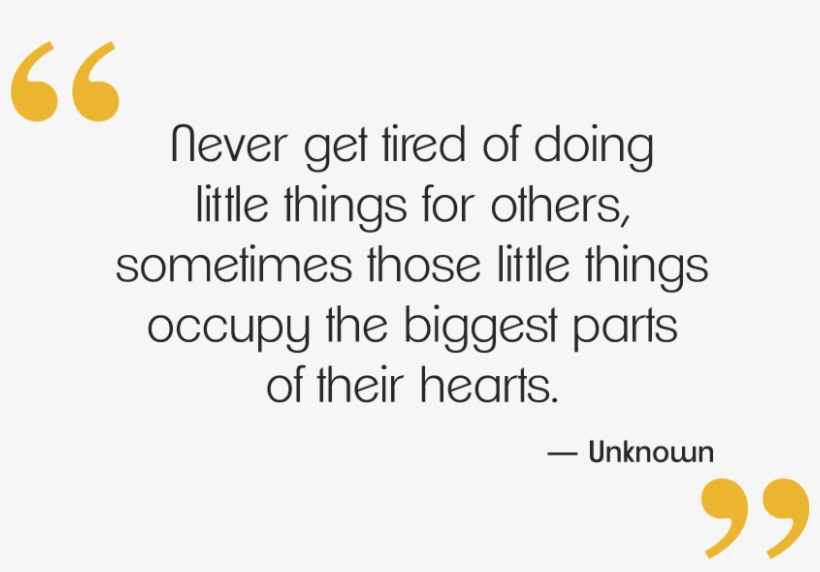 “
Never get tired of doing
little things for others,
sometimes those little things
occupy the biggest parts
of their hearts.
— Unknown
”